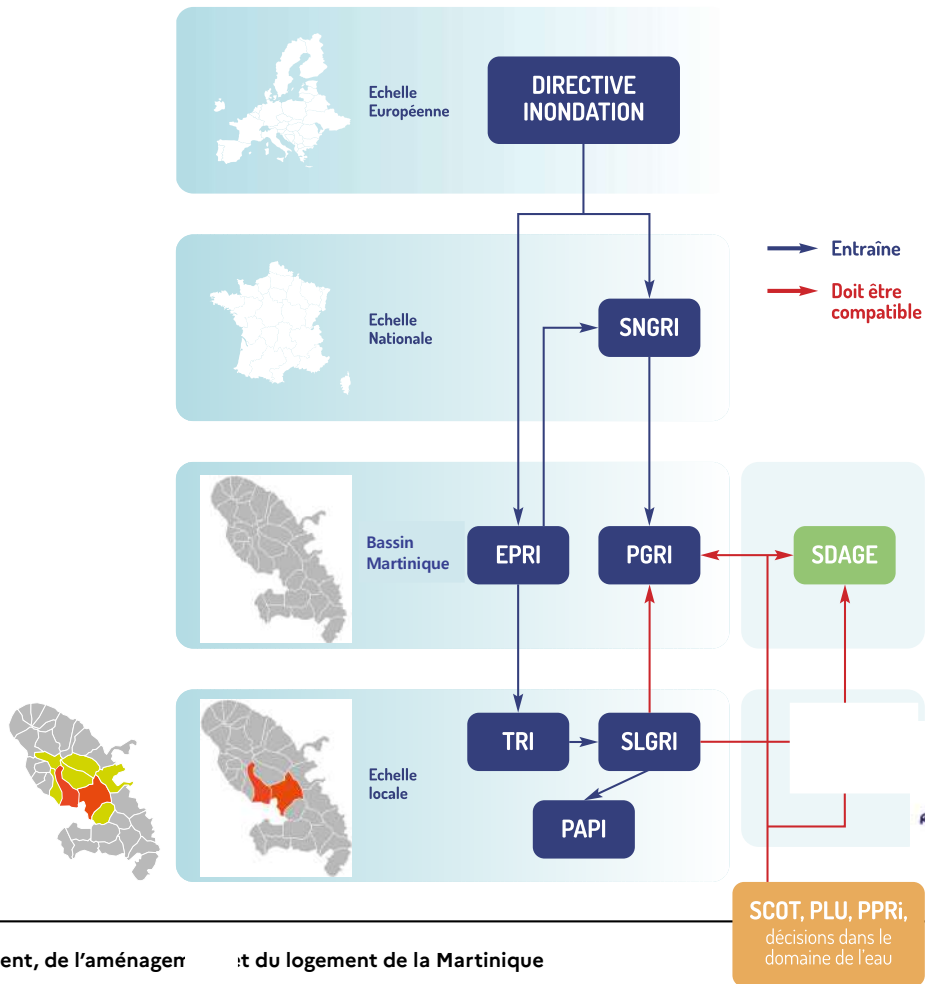 Echelle
Européenne
DIRECTIVE
INONDATION
Entraîne
Doit être
compatible
Echelle
Nationale
SNGRI
Bassin
Martinique
EPRI
PGRI
SDAGE
Echelle
locale
TRI
SLGRI
PAPI
SCOT, PLU, PPRi,
décisions dans le
domaine de l'eau
du logement de la Martinique